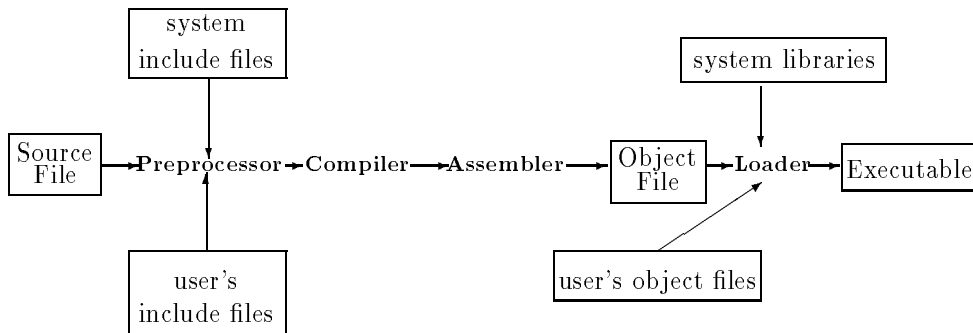 system
include files
system libraries
Source
File
Preprocessor
Compiler
Assembler
Object
File
Loader
Executable
user's
include files
user's object files